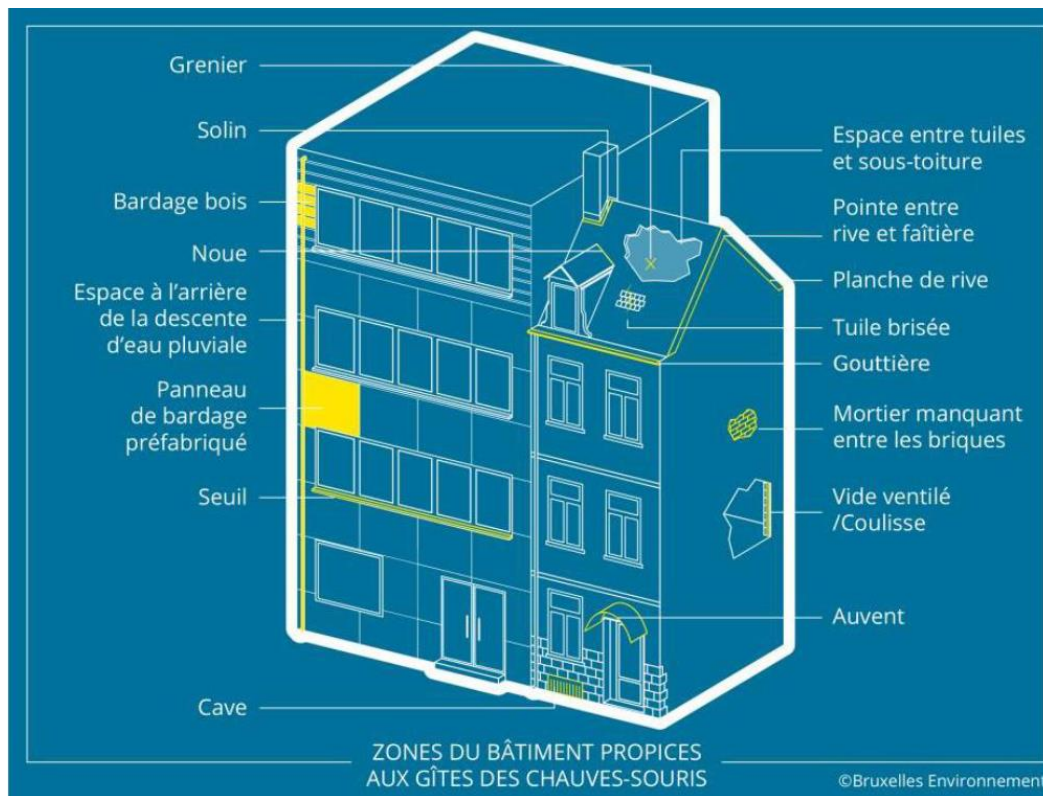 Grenier
Solin
Bardage bois
Noue
Espace à l’arrière
de la descente
d’eau pluviale
Panneau
de bardage
préfabriqué
Seuil
Cave
Espace entre tuiles
et sous-toiture
Pointe entre
rive et faîtière
Planche de rive
Tuile brisée
Gouttière
Mortier manquant
entre les briques
Vide ventilé
/Coulisse
Auvent
ZONES DU BÂTIMENT PROPICES
AUX GÎTES DES CHAUVES-SOURIS
©Bruxelles Environnement